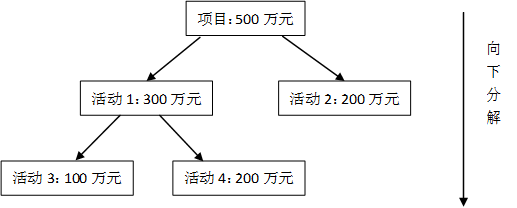 项目：500 万元
活动 1：300 万元
活动 2：200 万元
活动 3：100 万元
活动 4：200 万元
向
下
分
解